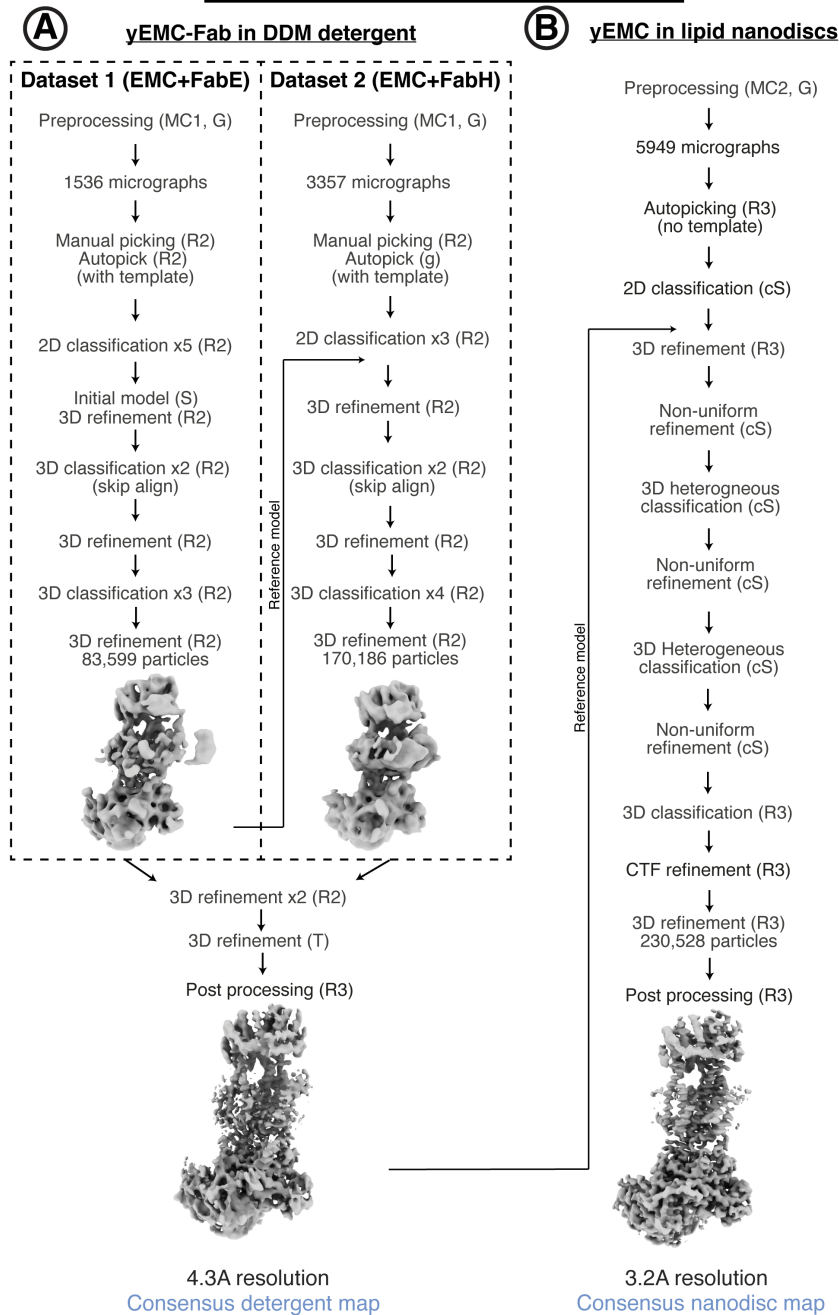 A
yEMC-Fab in DDM detergent
Dataset 1 (EMC+FabE)
Preprocessing (MC1, G)
1536 micrographs
Manual picking (R2)
Autopick (R2)
(with template)
2D classification x5 (R2)
Initial model (S)
3D refinement (R2)
3D classification x2 (R2)
(skip align)
3D refinement (R2)
3D classification x3 (R2)
3D refinement (R2)
83,599 particles
Dataset 2 (EMC+FabH)
Preprocessing (MC1, G)
3357 micrographs
Manual picking (R2)
Autopick (g)
(with template)
2D classification x3 (R2)
Reference model
3D refinement (R2)
3D classification x2 (R2)
(skip align)
3D refinement (R2)
3D classification x4 (R2)
3D refinement (R2)
170,186 particles
3D refinement x2 (R2)
3D refinement (T)
Post processing (R3)
4.3A resolution
Consensus detergent map
B
yEMC in lipid nanodiscs
Preprocessing (MC2, G)
5949 micrographs
Autopicking (R3)
(no template)
2D classification (cS)
Reference model
3D refinement (R3)
Non-uniform
refinement (cS)
3D heterogneous
classification (cS)
Non-uniform
refinement (cS)
3D Heterogeneous
classification (cS)
Non-uniform
refinement (cS)
3D classification (R3)
CTF refinement (R3)
3D refinement (R3)
230,528 particles
Post processing (R3)
3.2A resolution
Consensus nanodisc map